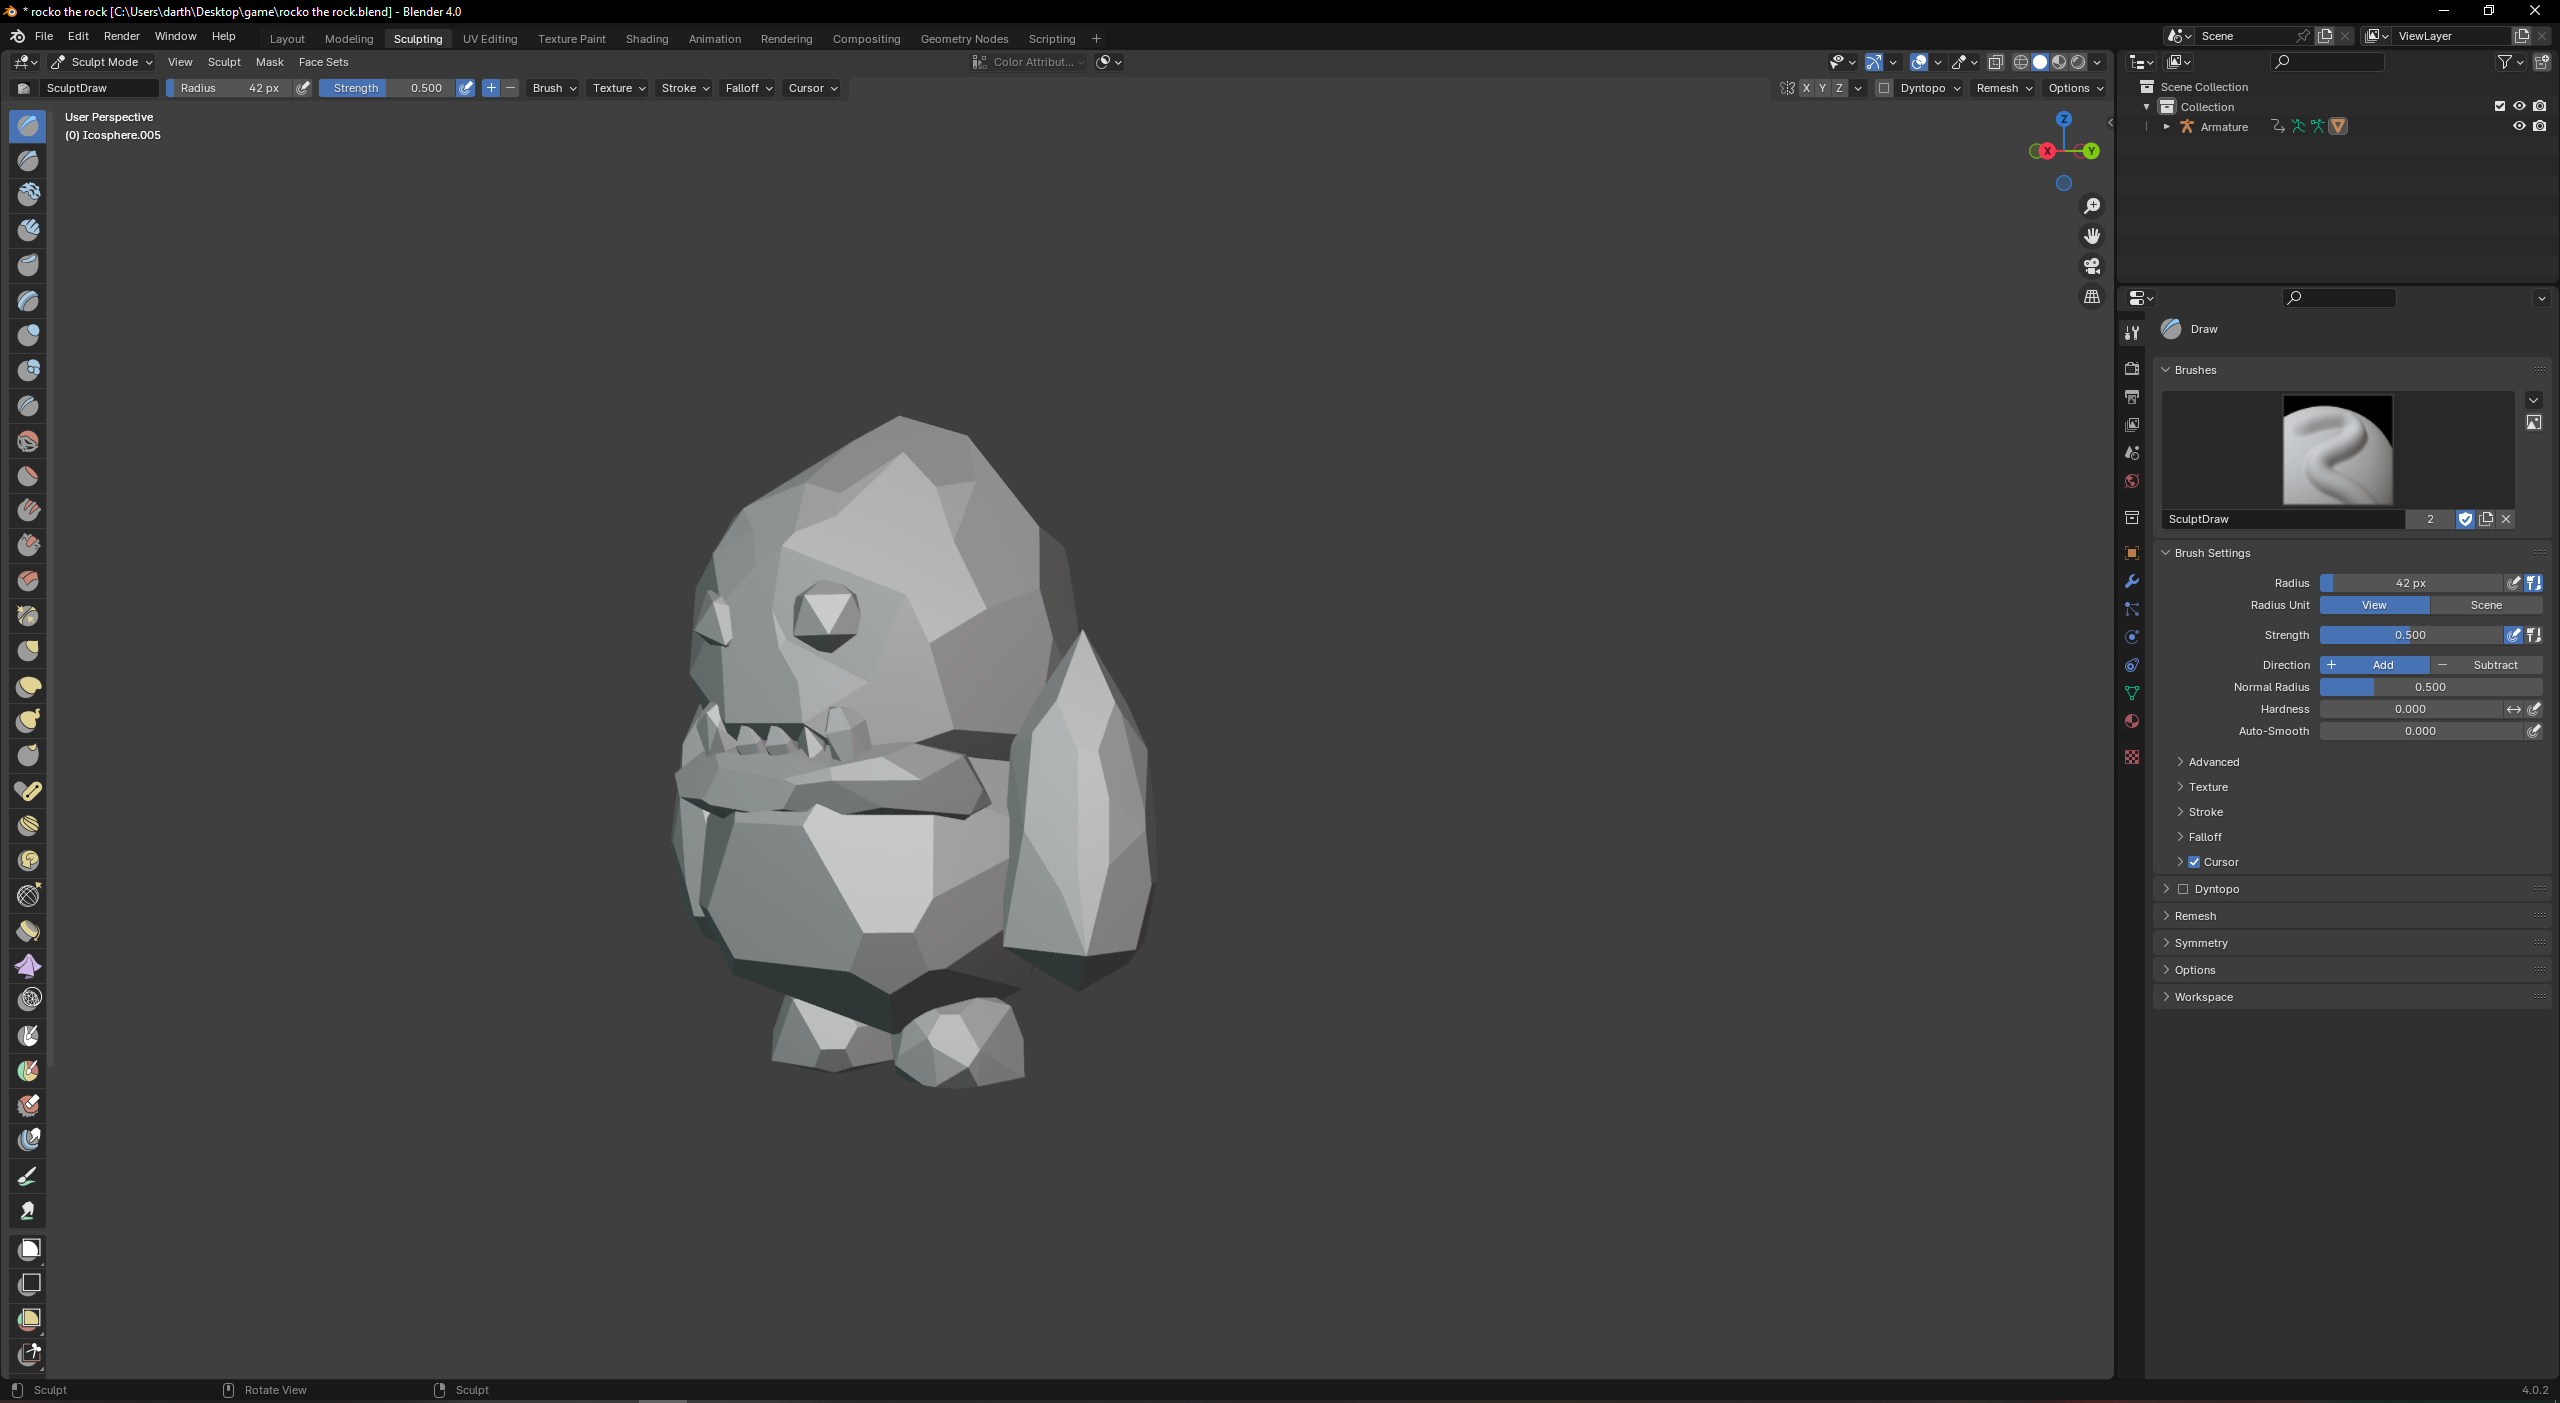 * rocko the rock [C:\Users\darth\Desktop\game\rocko the rock.blend] - Blender 4.0
File Edit Render Window Help Layout Modeling Sculpting UV Editing Texture Paint Shading Animation Rendering Compositing Geometry Nodes Scripting + Scene ViewLayer
Sculpt Mode View Sculpt Mask Face Sets Color Attribut...
SculptDraw Radius 42 px Strength 0.500 + − Brush Texture Stroke Falloff Cursor X Y Z Dyntopo Remesh Options
User Perspective
(0) Icosphere.005
Z
X Y
Scene Collection
Collection
Armature
Draw
Brushes
SculptDraw 2
Brush Settings
Radius 42 px
Radius Unit View Scene
Strength 0.500
Direction + Add − Subtract
Normal Radius 0.500
Hardness 0.000
Auto-Smooth 0.000
Advanced
Texture
Stroke
Falloff
Cursor
Dyntopo
Remesh
Symmetry
Options
Workspace
Sculpt Rotate View Sculpt 4.0.2